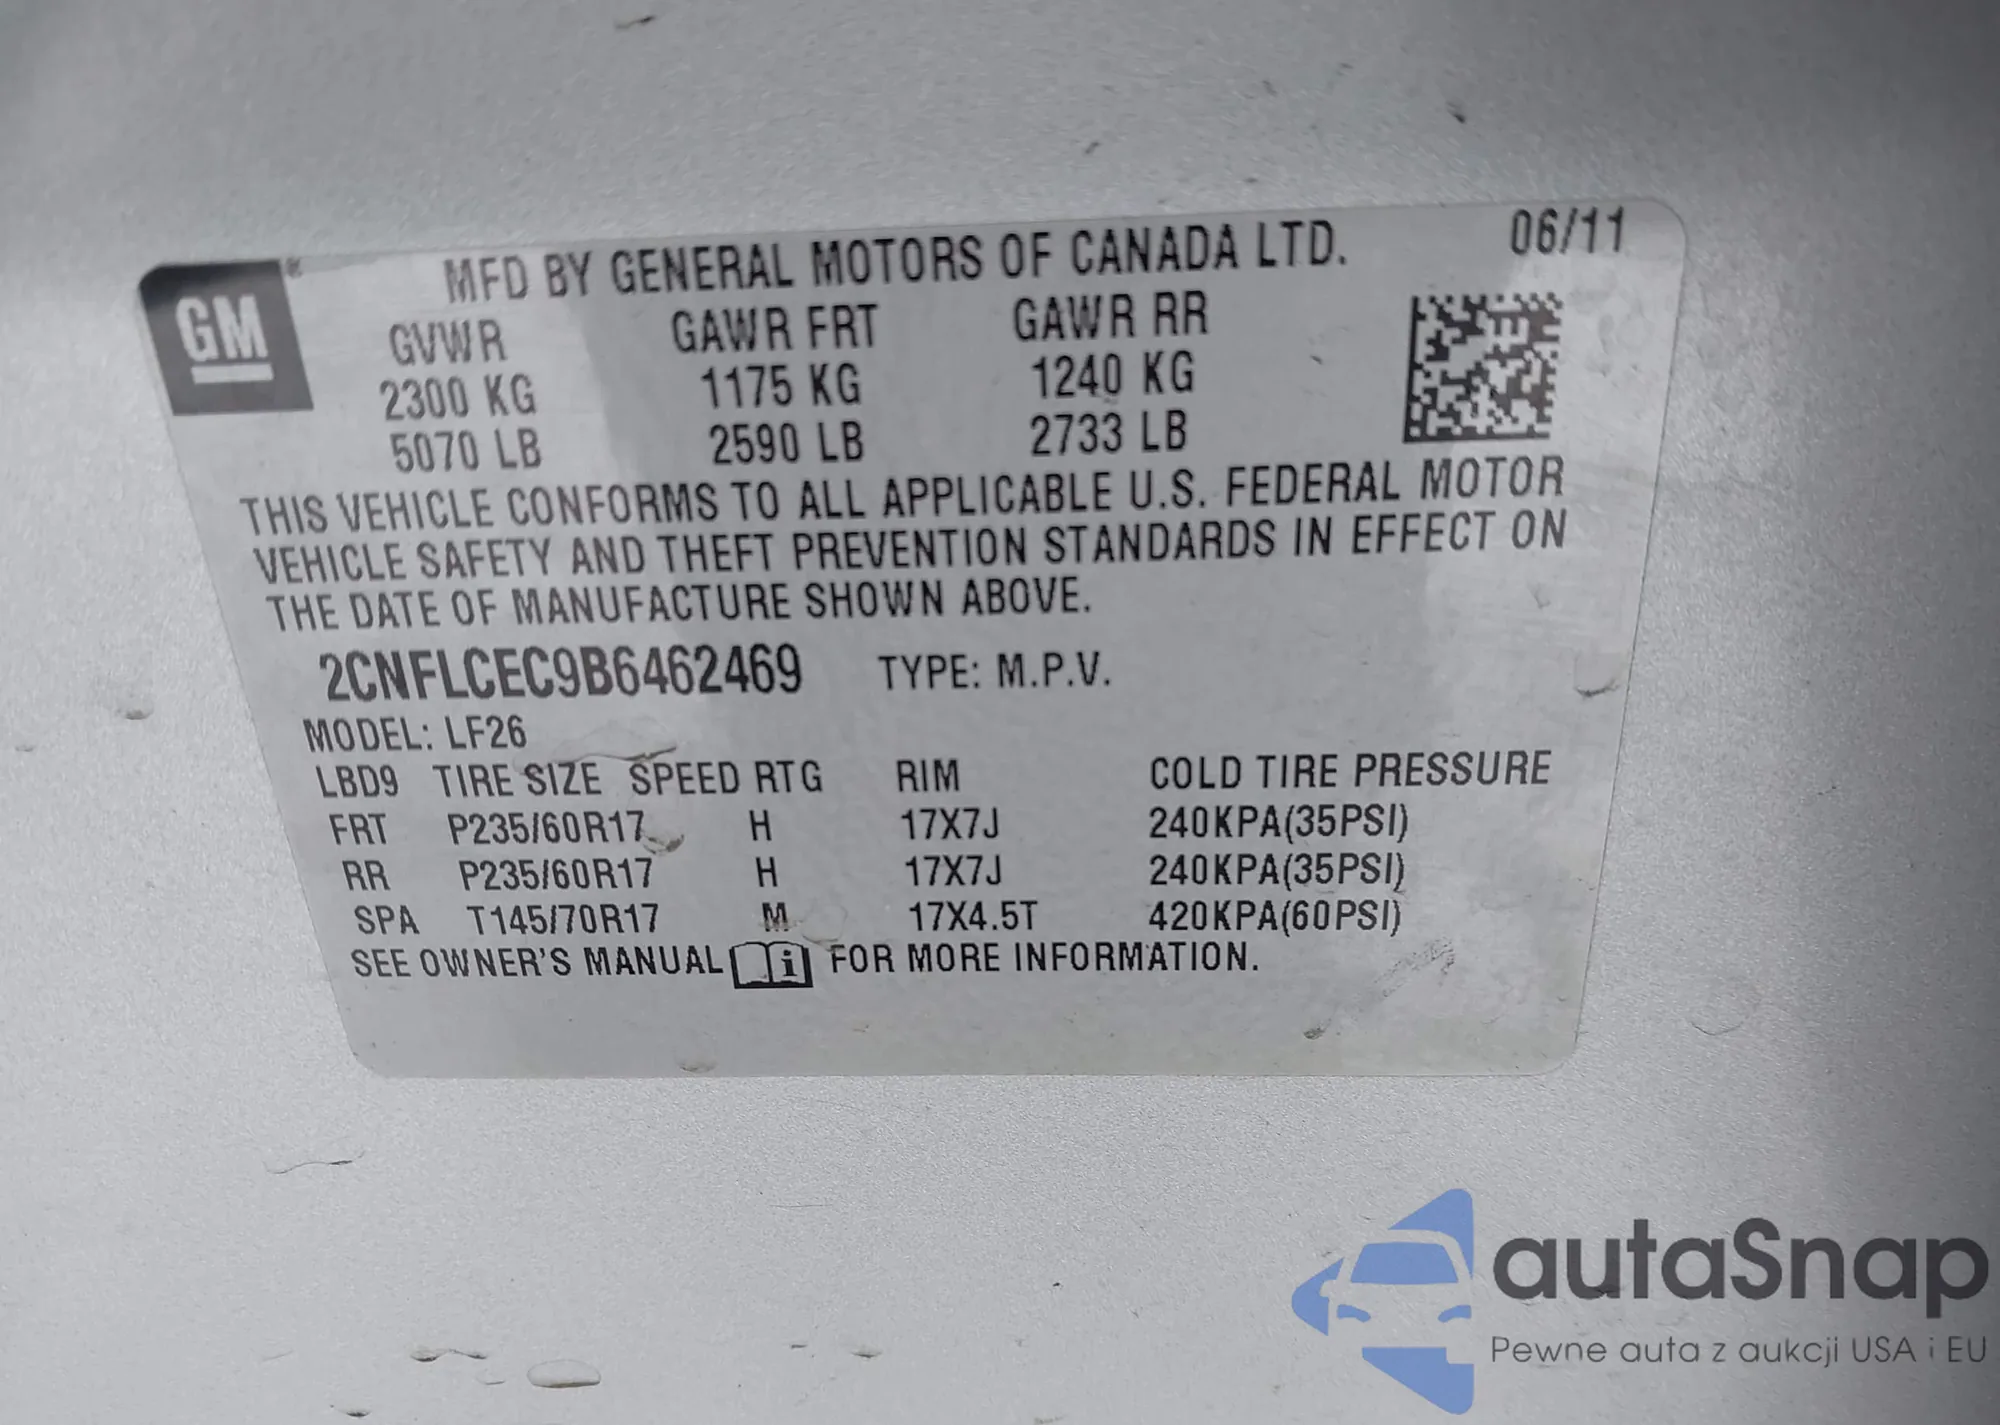 GM®
MFD BY GENERAL MOTORS OF CANADA LTD. 06/11
GVWR GAWR FRT GAWR RR
2300 KG 1175 KG 1240 KG
5070 LB 2590 LB 2733 LB
THIS VEHICLE CONFORMS TO ALL APPLICABLE U.S. FEDERAL MOTOR
VEHICLE SAFETY AND THEFT PREVENTION STANDARDS IN EFFECT ON
THE DATE OF MANUFACTURE SHOWN ABOVE.
2CNFLCEC9B6462469 TYPE: M.P.V.
MODEL: LF26
LBD9 TIRE SIZE SPEED RTG RIM COLD TIRE PRESSURE
FRT P235/60R17 H 17X7J 240KPA(35PSI)
RR P235/60R17 H 17X7J 240KPA(35PSI)
SPA T145/70R17 M 17X4.5T 420KPA(60PSI)
SEE OWNER'S MANUAL i FOR MORE INFORMATION.
autaSnap
Pewne auta z aukcji USA i EU